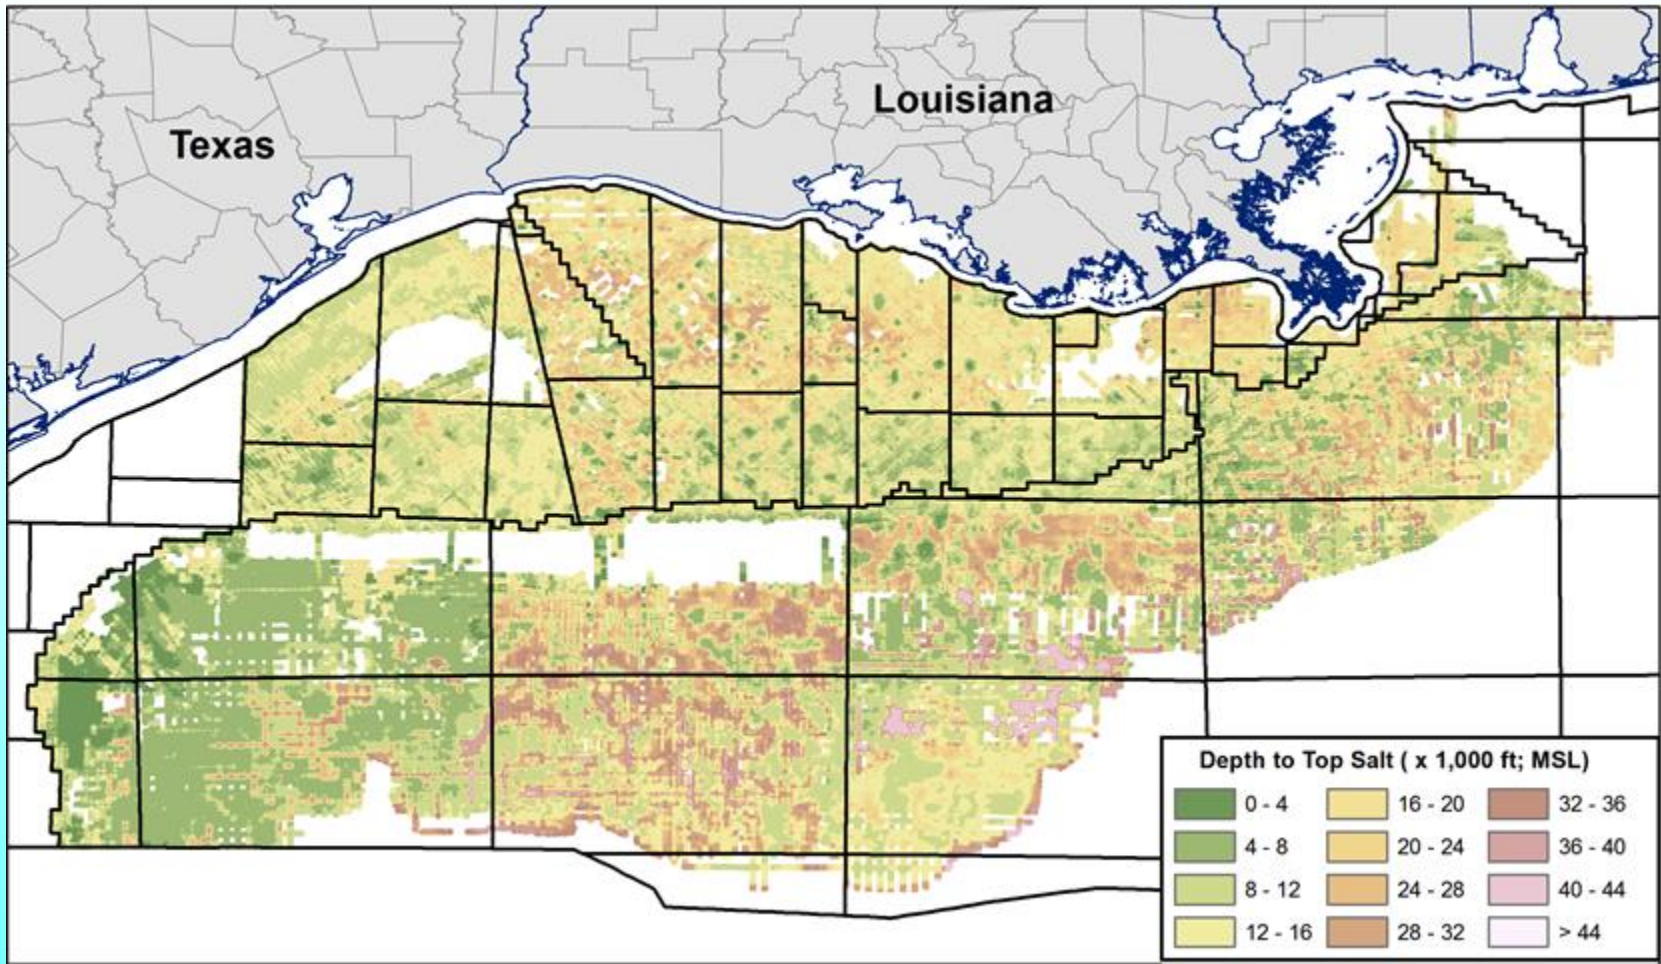 Louisiana
Texas
Depth to Top Salt ( x 1,000 ft; MSL)
0 - 4
16 - 20
32 - 36
4 - 8
20 - 24
36 - 40
8 - 12
24 - 28
40 - 44
12 - 16
28 - 32
> 44